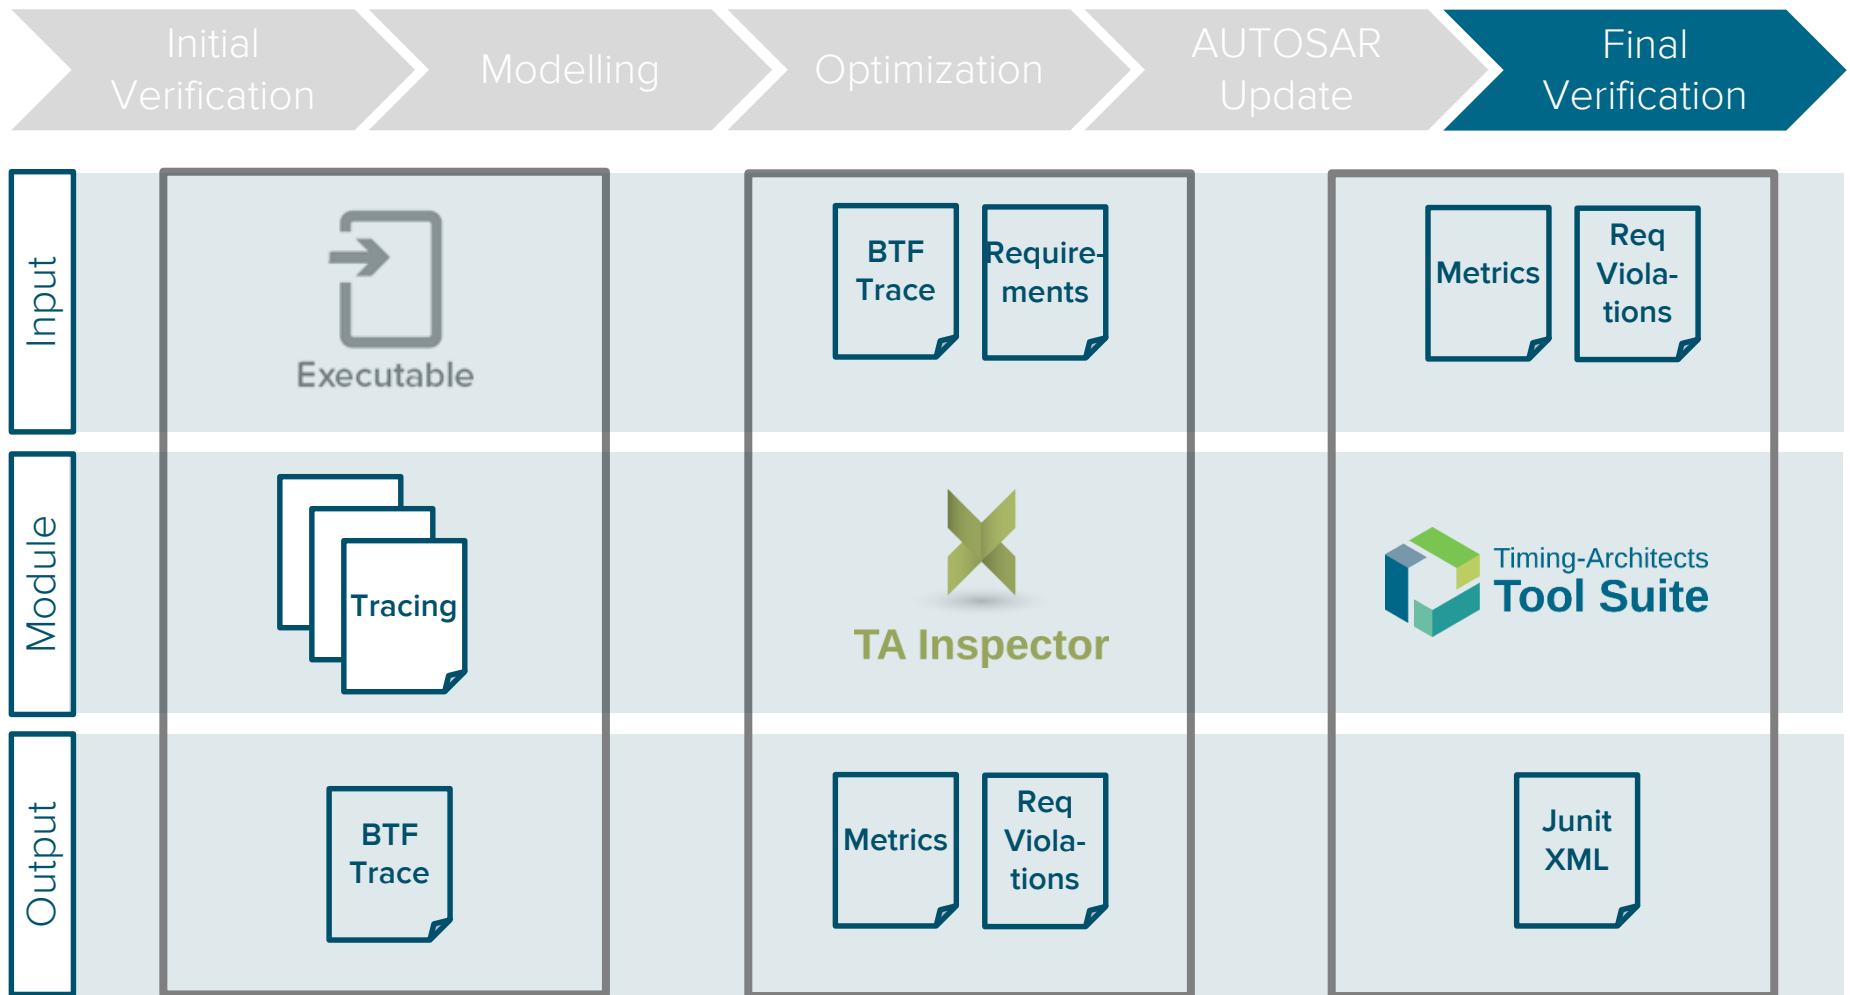 Initial
Verification
Modelling
Optimization
AUTOSAR
Update
Final
Verification
Input
Executable
BTF
Trace
Require-
ments
Metrics
Req
Viola-
tions
Module
Tracing
TA Inspector
Timing-Architects
Tool Suite
Output
BTF
Trace
Metrics
Req
Viola-
tions
Junit
XML